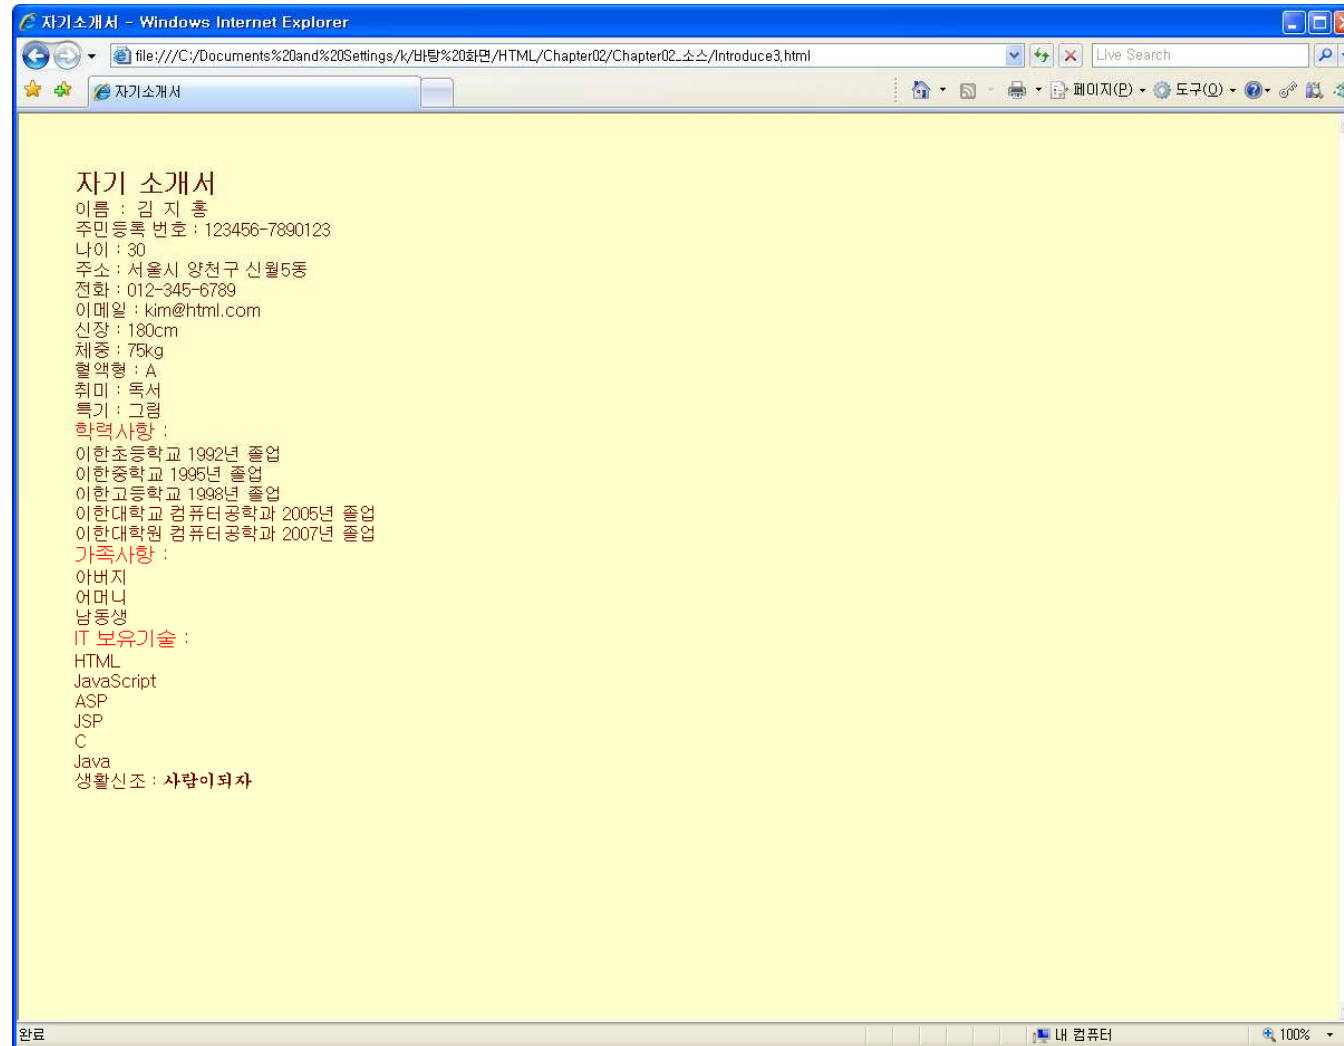 자기소개서 - Windows Internet Explorer
file:///C:/Documents%20and%20Settings/k/바탕%20화면/HTML/Chapter02/Chapter02_소스/Introduce3.html
Live Search
자기소개서
페이지(P)
도구(O)
자기 소개서
이름 : 김 지 홍
주민등록 번호 : 123456-7890123
나이 : 30
주소 : 서울시 양천구 신월5동
전화 : 012-345-6789
이메일 : kim@html.com
신장 : 180cm
체중 : 75kg
혈액형 : A
취미 : 독서
특기 : 그림
학력사항 :
이한초등학교 1992년 졸업
이한중학교 1995년 졸업
이한고등학교 1998년 졸업
이한대학교 컴퓨터공학과 2005년 졸업
이한대학원 컴퓨터공학과 2007년 졸업
가족사항 :
아버지
어머니
남동생
IT 보유기술 :
HTML
JavaScript
ASP
JSP
C
Java
생활신조 : 사람이되자
완료
내 컴퓨터
100%